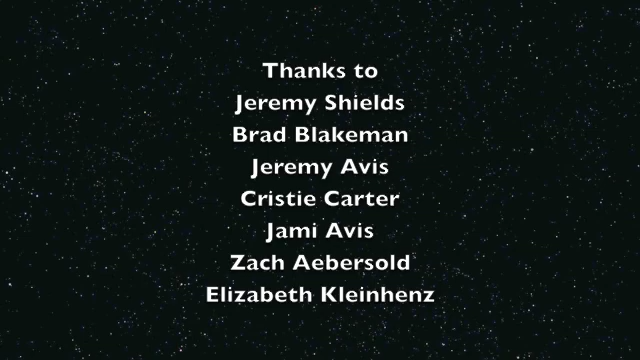 Thanks to
Jeremy Shields
Brad Blakeman
Jeremy Avis
Cristie Carter
Jami Avis
Zach Aebersold
Elizabeth Kleinhenz